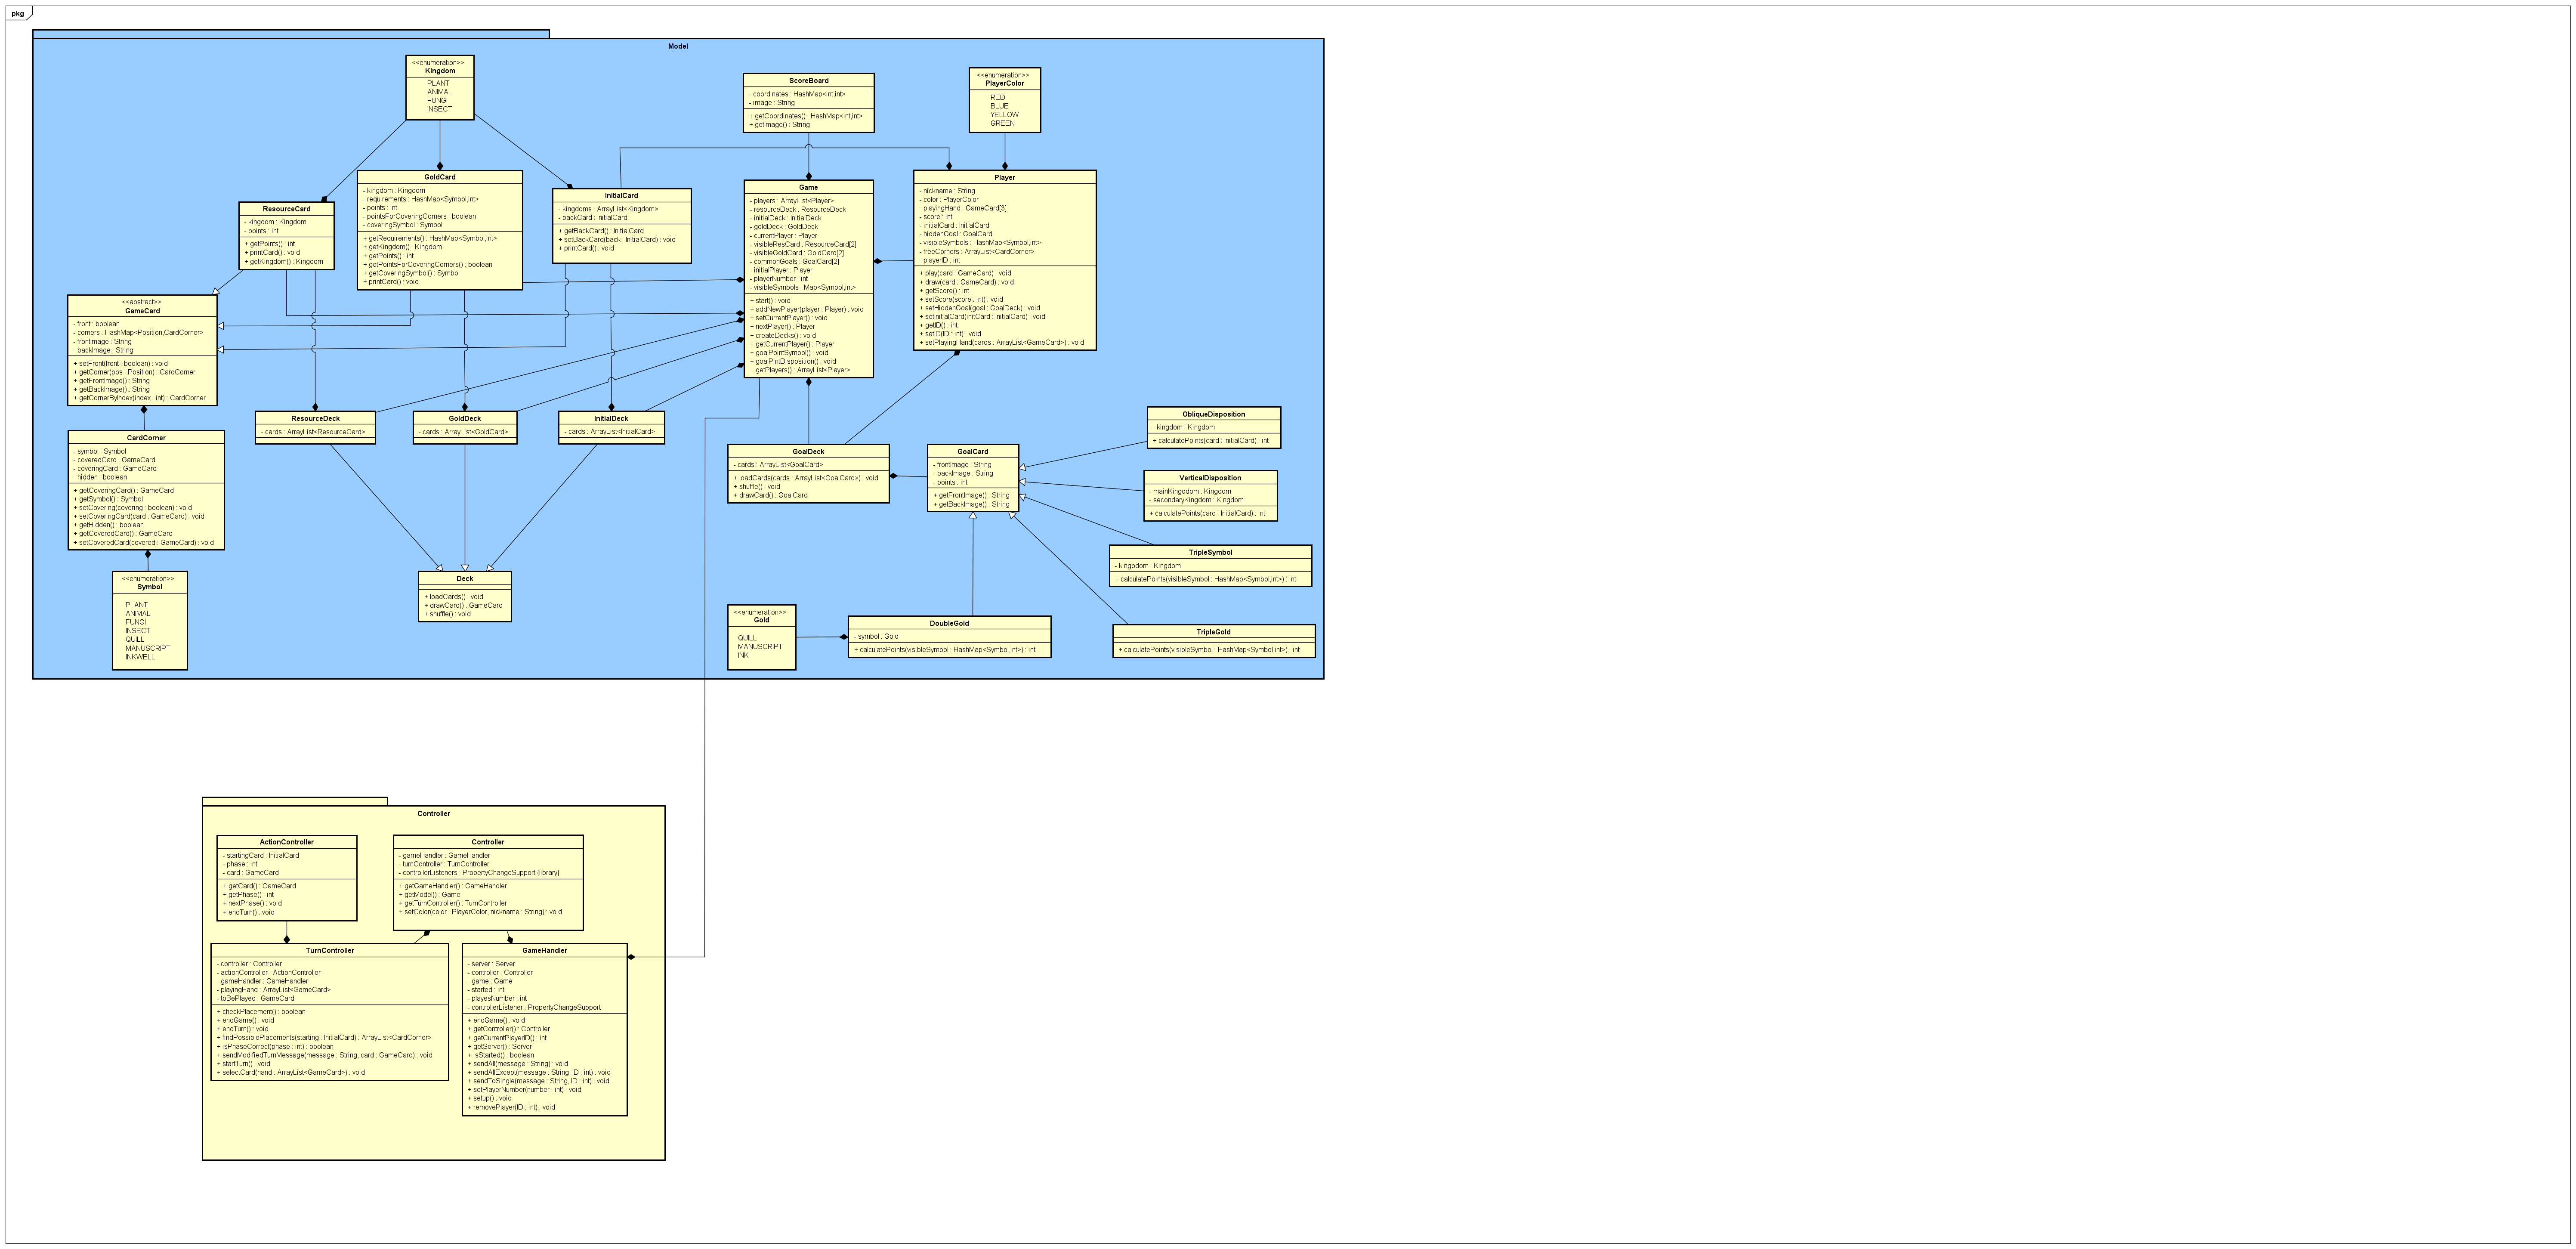 pkg
Model
<<enumeration>>
Kingdom
PLANT
ANIMAL
FUNGI
INSECT
ScoreBoard
- coordinates : HashMap<int,int>
- image : String
+ getCoordinates() : HashMap<int,int>
+ getImage() : String
<<enumeration>>
PlayerColor
RED
BLUE
YELLOW
GREEN
ResourceCard
- kingdom : Kingdom
- points : int
+ getPoints() : int
+ printCard() : void
+ getKingdom() : Kingdom
GoldCard
- kingdom : Kingdom
- requirements : HashMap<Symbol,int>
- points : int
- pointsForCoveringCorners : boolean
- coveringSymbol : Symbol
+ getRequirements() : HashMap<Symbol,int>
+ getKingdom() : Kingdom
+ getPoints() : int
+ getPointsForCoveringCorners() : boolean
+ getCoveringSymbol() : Symbol
+ printCard() : void
InitialCard
- kingdoms : ArrayList<Kingdom>
- backCard : InitialCard
+ getBackCard() : InitialCard
+ setBackCard(back : InitialCard) : void
+ printCard() : void
Game
- players : ArrayList<Player>
- resourceDeck : ResourceDeck
- initialDeck : InitialDeck
- goldDeck : GoldDeck
- currentPlayer : Player
- visibleResCard : ResourceCard[2]
- visibleGoldCard : GoldCard[2]
- commonGoals : GoalCard[2]
- initialPlayer : Player
- playerNumber : int
- visibleSymbols : Map<Symbol,int>
+ start() : void
+ addNewPlayer(player : Player) : void
+ setCurrentPlayer() : void
+ nextPlayer() : Player
+ createDecks() : void
+ getCurrentPlayer() : Player
+ goalPointSymbol() : void
+ goalPintDisposition() : void
+ getPlayers() : ArrayList<Player>
Player
- nickname : String
- color : PlayerColor
- playingHand : GameCard[3]
- score : int
- initialCard : InitialCard
- hiddenGoal : GoalCard
- visibleSymbols : HashMap<Symbol,int>
- freeCorners : ArrayList<CardCorner>
- playerID : int
+ play(card : GameCard) : void
+ draw(card : GameCard) : void
+ getScore() : int
+ setScore(score : int) : void
+ setHiddenGoal(goal : GoalDeck) : void
+ setInitialCard(initCard : InitialCard) : void
+ getID() : int
+ setID(ID : int) : void
+ setPlayingHand(cards : ArrayList<GameCard>) : void
<<abstract>>
GameCard
- front : boolean
- corners : HashMap<Position,CardCorner>
- frontImage : String
- backImage : String
+ setFront(front : boolean) : void
+ getCorner(pos : Position) : CardCorner
+ getFrontImage() : String
+ getBackImage() : String
+ getCornerByIndex(index : int) : CardCorner
ResourceDeck
- cards : ArrayList<ResourceCard>
GoldDeck
- cards : ArrayList<GoldCard>
InitialDeck
- cards : ArrayList<InitialCard>
CardCorner
- symbol : Symbol
- coveredCard : GameCard
- coveringCard : GameCard
- hidden : boolean
+ getCoveringCard() : GameCard
+ getSymbol() : Symbol
+ setCovering(covering : boolean) : void
+ setCoveringCard(card : GameCard) : void
+ getHidden() : boolean
+ getCoveredCard() : GameCard
+ setCoveredCard(covered : GameCard) : void
GoalDeck
- cards : ArrayList<GoalCard>
+ loadCards(cards : ArrayList<GoalCard>) : void
+ shuffle() : void
+ drawCard() : GoalCard
GoalCard
- frontImage : String
- backImage : String
- points : int
+ getFrontImage() : String
+ getBackImage() : String
ObliqueDisposition
- kingdom : Kingdom
+ calculatePoints(card : InitialCard) : int
VerticalDisposition
- mainKingodom : Kingdom
- secondaryKingdom : Kingdom
+ calculatePoints(card : InitialCard) : int
TripleSymbol
- kingodom : Kingdom
+ calculatePoints(visibleSymbol : HashMap<Symbol,int>) : int
<<enumeration>>
Symbol
PLANT
ANIMAL
FUNGI
INSECT
QUILL
MANUSCRIPT
INKWELL
Deck
+ loadCards() : void
+ drawCard() : GameCard
+ shuffle() : void
<<enumeration>>
Gold
QUILL
MANUSCRIPT
INK
DoubleGold
- symbol : Gold
+ calculatePoints(visibleSymbol : HashMap<Symbol,int>) : int
TripleGold
+ calculatePoints(visibleSymbol : HashMap<Symbol,int>) : int
Controller
ActionController
- startingCard : InitialCard
- phase : int
- card : GameCard
+ getCard() : GameCard
+ getPhase() : int
+ nextPhase() : void
+ endTurn() : void
Controller
- gameHandler : GameHandler
- turnController : TurnController
- controllerListeners : PropertyChangeSupport {library}
+ getGameHandler() : GameHandler
+ getModel() : Game
+ getTurnController() : TurnController
+ setColor(color : PlayerColor, nickname : String) : void
TurnController
- controller : Controller
- actionController : ActionController
- gameHandler : GameHandler
- playingHand : ArrayList<GameCard>
- toBePlayed : GameCard
+ checkPlacement() : boolean
+ endGame() : void
+ endTurn() : void
+ findPossiblePlacements(starting : InitialCard) : ArrayList<CardCorner>
+ isPhaseCorrect(phase : int) : boolean
+ sendModifiedTurnMessage(message : String, card : GameCard) : void
+ startTurn() : void
+ selectCard(hand : ArrayList<GameCard>) : void
GameHandler
- server : Server
- controller : Controller
- game : Game
- started : int
- playesNumber : int
- controllerListener : PropertyChangeSupport
+ endGame() : void
+ getController() : Controller
+ getCurrentPlayerID() : int
+ getServer() : Server
+ isStarted() : boolean
+ sendAll(message : String) : void
+ sendAllExcept(message : String, ID : int) : void
+ sendToSingle(message : String, ID : int) : void
+ setPlayerNumber(number : int) : void
+ setup() : void
+ removePlayer(ID : int) : void